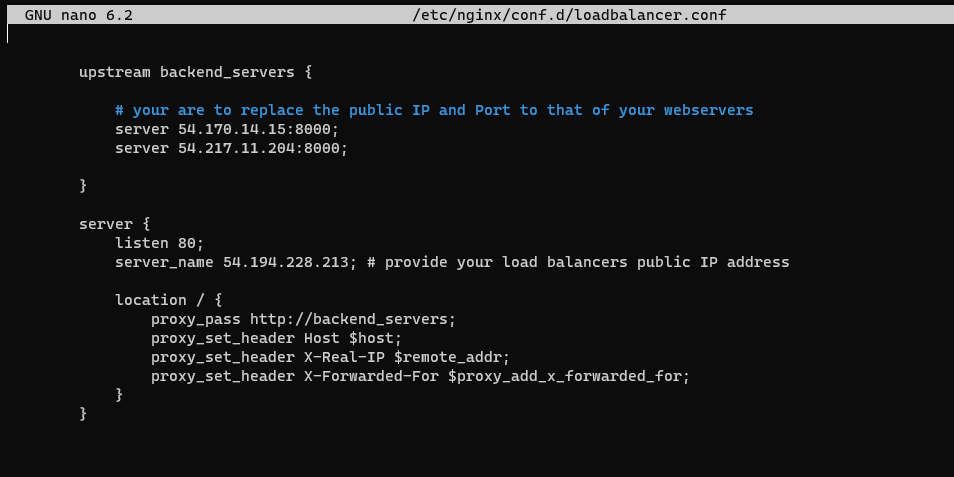 GNU nano 6.2 /etc/nginx/conf.d/loadbalancer.conf
upstream backend_servers {
# your are to replace the public IP and Port to that of your webservers
server 54.170.14.15:8000;
server 54.217.11.204:8000;
}
server {
listen 80;
server_name 54.194.228.213; # provide your load balancers public IP address
location / {
proxy_pass http://backend_servers;
proxy_set_header Host $host;
proxy_set_header X-Real-IP $remote_addr;
proxy_set_header X-Forwarded-For $proxy_add_x_forwarded_for;
}
}